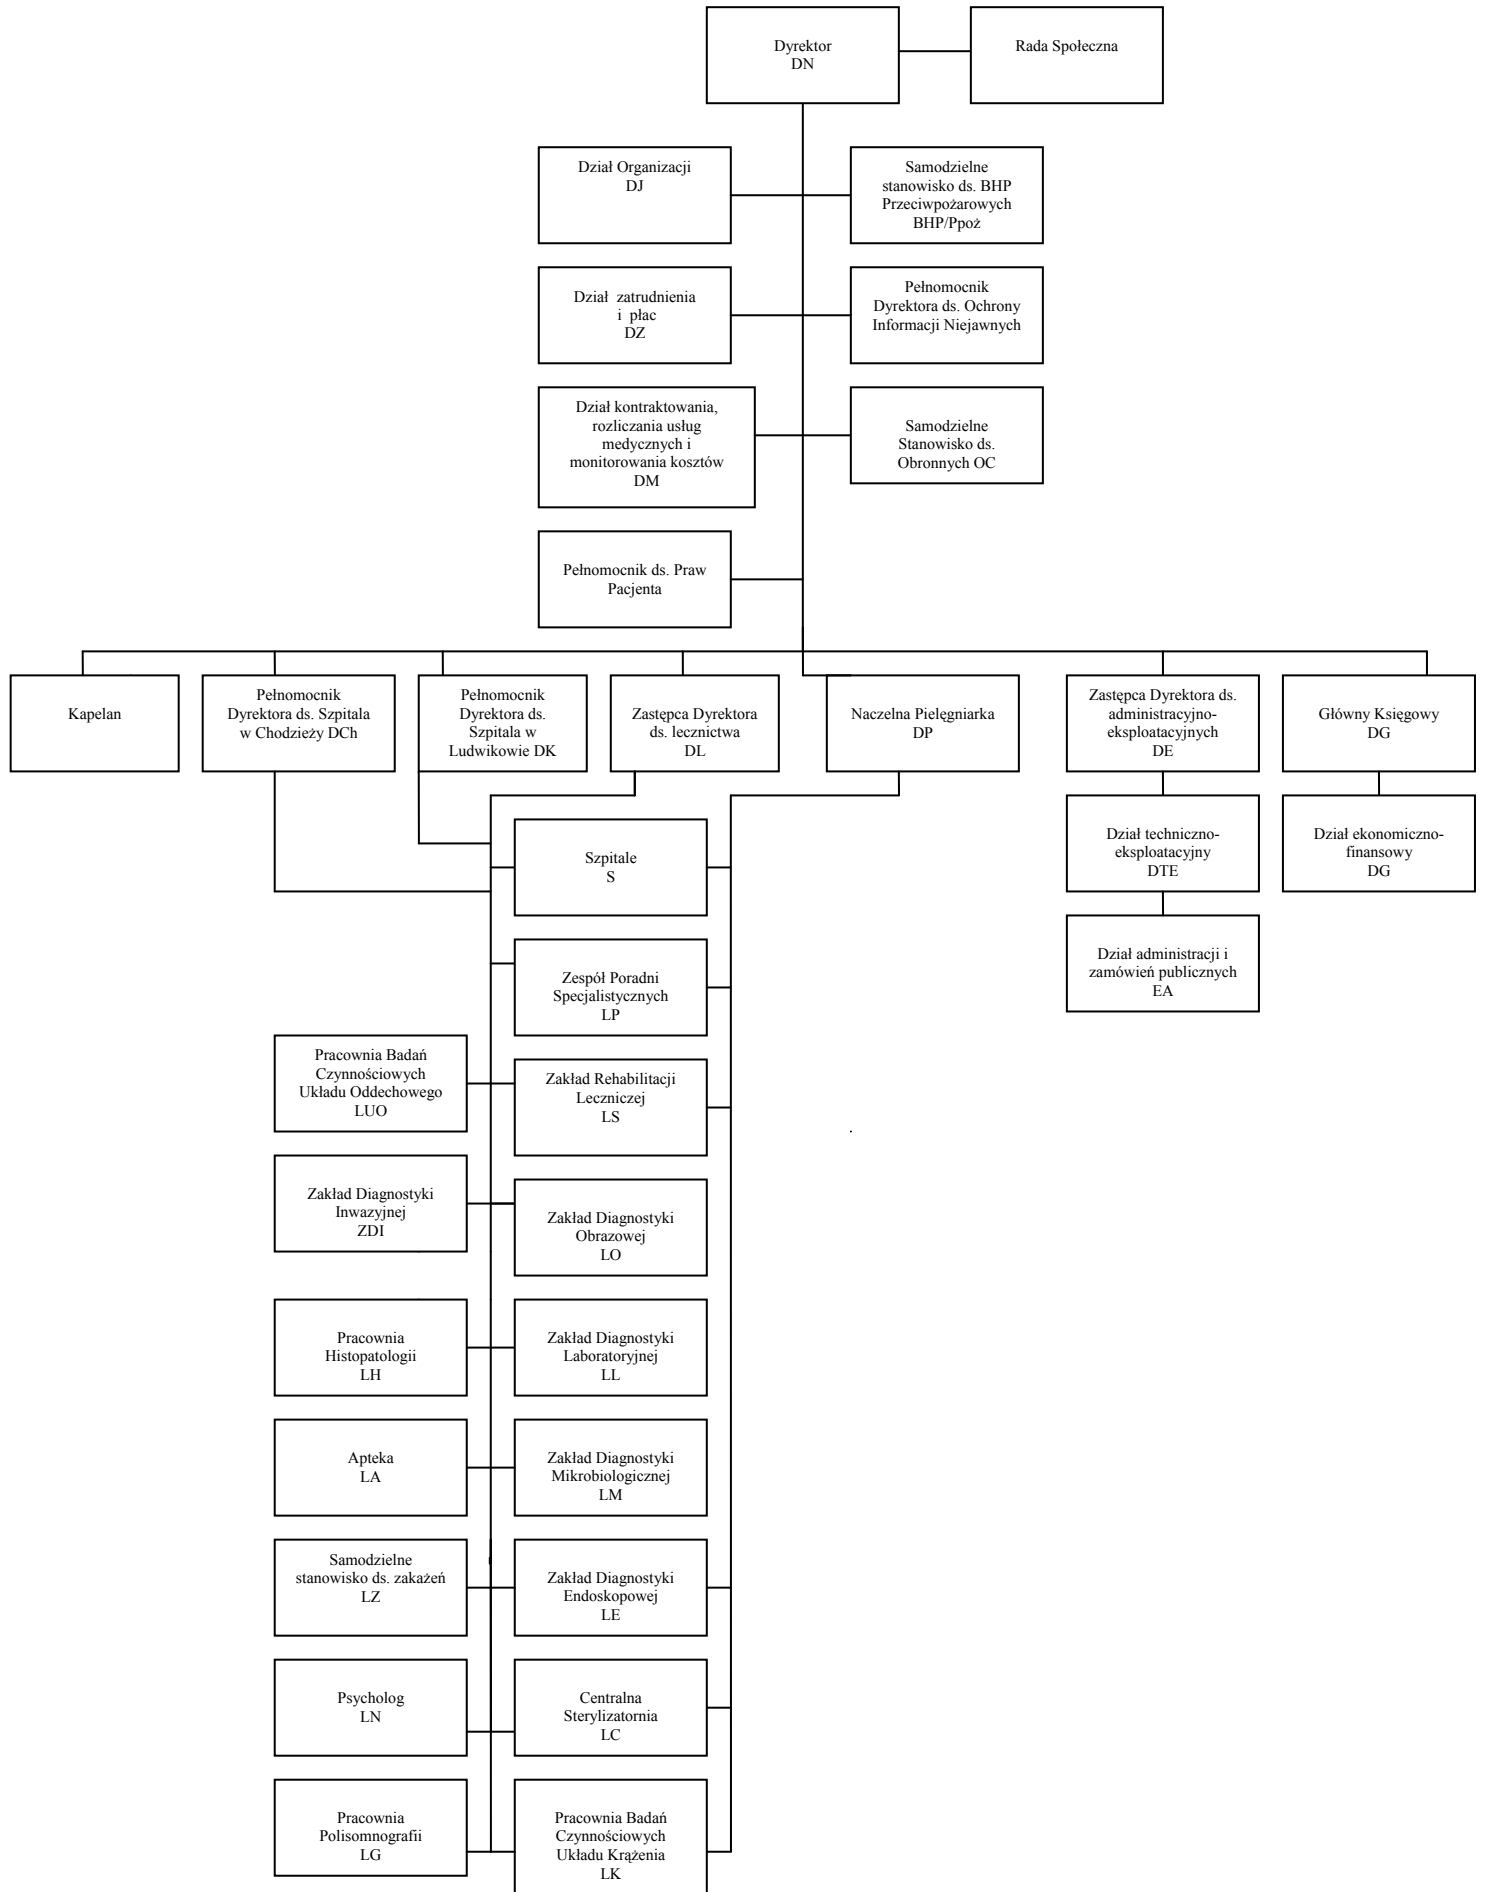 Dyrektor
DN
Rada Społeczna
Dział Organizacji
DJ
Samodzielne
stanowisko ds. BHP
Przeciwpożarowych
BHP/Ppoż
Dział zatrudnienia
i płac
DZ
Pełnomocnik
Dyrektora ds. Ochrony
Informacji Niejawnych
Dział kontraktowania,
rozliczania usług
medycznych i
monitorowania kosztów
DM
Samodzielne
Stanowisko ds.
Obronnych OC
Pełnomocnik ds. Praw
Pacjenta
Kapelan
Pełnomocnik
Dyrektora ds. Szpitala
w Chodzieży DCh
Pełnomocnik
Dyrektora ds.
Szpitala w
Ludwikowie DK
Zastępca Dyrektora
ds. lecznictwa
DL
Naczelna Pielęgniarka
DP
Zastępca Dyrektora ds.
administracyjno-
eksploatacyjnych
DE
Główny Księgowy
DG
Szpitale
S
Dział techniczno-
eksploatacyjny
DTE
Dział ekonomiczno-
finansowy
DG
Zespół Poradni
Specjalistycznych
LP
Dział administracji i
zamówień publicznych
EA
Pracownia Badań
Czynnościowych
Układu Oddechowego
LUO
Zakład Rehabilitacji
Leczniczej
LS
Zakład Diagnostyki
Inwazyjnej
ZDI
Zakład Diagnostyki
Obrazowej
LO
Pracownia
Histopatologii
LH
Zakład Diagnostyki
Laboratoryjnej
LL
Apteka
LA
Zakład Diagnostyki
Mikrobiologicznej
LM
Samodzielne
stanowisko ds. zakażeń
LZ
Zakład Diagnostyki
Endoskopowej
LE
Psycholog
LN
Centralna
Sterylizatornia
LC
Pracownia
Polisomnografii
LG
Pracownia Badań
Czynnościowych
Układu Krążenia
LK